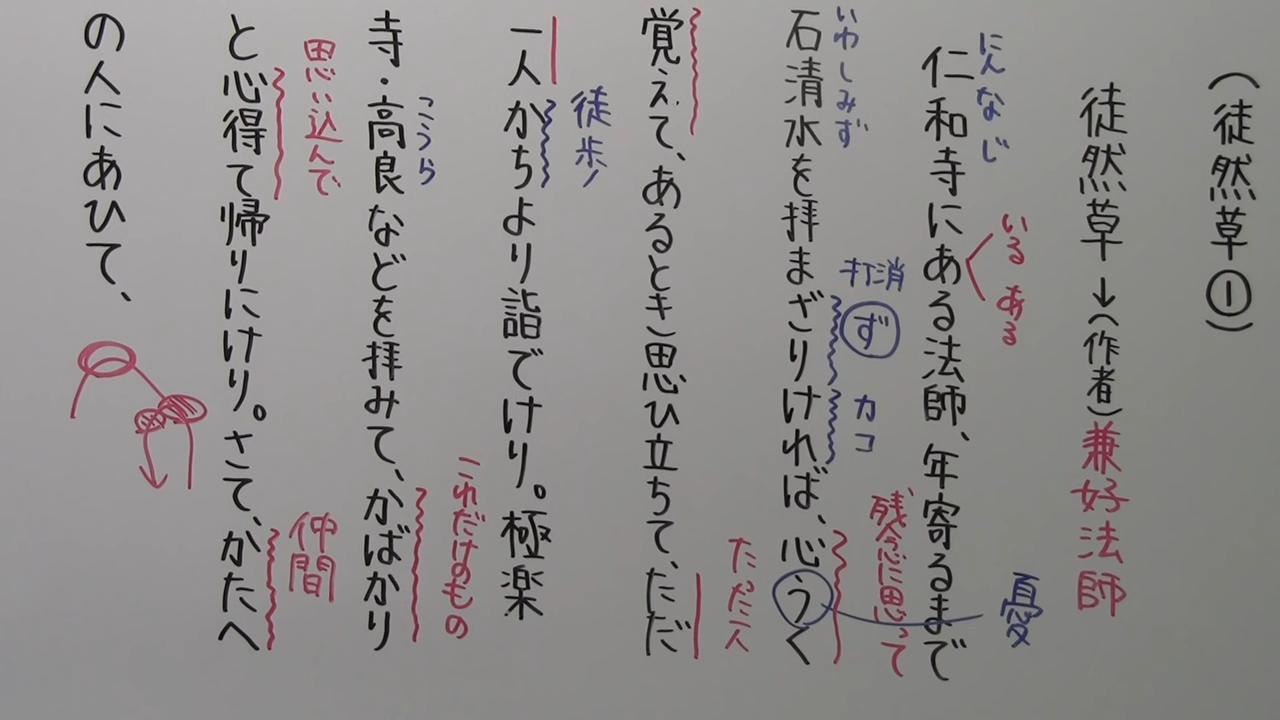 (徒然草①)
徒然草→(作者)兼好法師
にんなじ
いる ある
仁和寺にある法師、年寄るまで
憂
いわしみず
打消
ず
カコ
残念に思って
石清水を拝まざりければ、心うく
覚えて、あるとき思ひ立ちて、ただ
ただ一人
徒歩
一人かちより詣でけり。極楽
こうら
これだけのもの
寺・高良などを拝みて、かばかり
思い込んで
仲間
と心得て帰りにけり。さて、かたへ
の人にあひて、